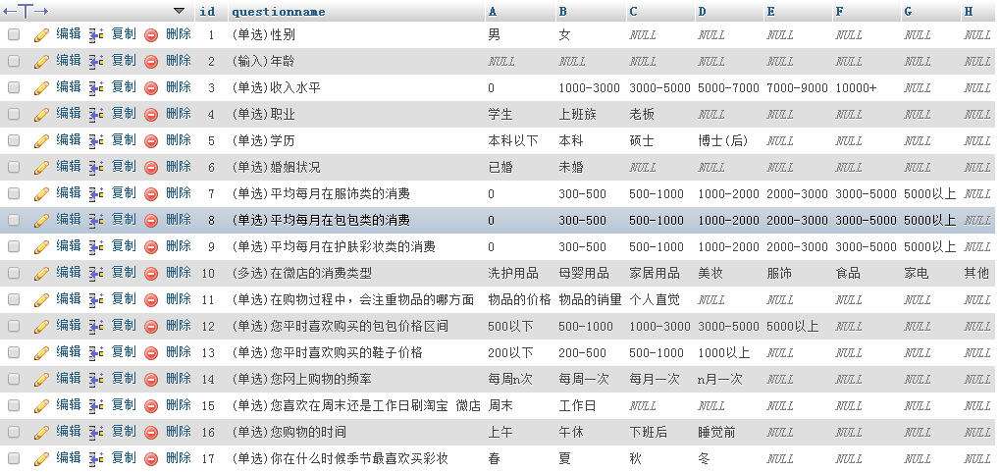 id questionname A B C D E F G H
编辑 复制 删除 1 (单选)性别 男 女 NULL NULL NULL NULL NULL NULL
编辑 复制 删除 2 (输入)年龄 NULL NULL NULL NULL NULL NULL NULL NULL
编辑 复制 删除 3 (单选)收入水平 0 1000-3000 3000-5000 5000-7000 7000-9000 10000+ NULL NULL
编辑 复制 删除 4 (单选)职业 学生 上班族 老板 NULL NULL NULL NULL NULL
编辑 复制 删除 5 (单选)学历 本科以下 本科 硕士 博士(后) NULL NULL NULL NULL
编辑 复制 删除 6 (单选)婚姻状况 已婚 未婚 NULL NULL NULL NULL NULL NULL
编辑 复制 删除 7 (单选)平均每月在服饰类的消费 0 300-500 500-1000 1000-2000 2000-3000 3000-5000 5000以上 NULL
编辑 复制 删除 8 (单选)平均每月在包包类的消费 0 300-500 500-1000 1000-2000 2000-3000 3000-5000 5000以上 NULL
编辑 复制 删除 9 (单选)平均每月在护肤彩妆类的消费 0 300-500 500-1000 1000-2000 2000-3000 3000-5000 5000以上 NULL
编辑 复制 删除 10 (多选)在微店的消费类型 洗护用品 母婴用品 家居用品 美妆 服饰 食品 家电 其他
编辑 复制 删除 11 (单选)在购物过程中，会注重物品的哪方面 物品的价格 物品的销量 个人直觉 NULL NULL NULL NULL NULL
编辑 复制 删除 12 (单选)您平时喜欢购买的包包价格区间 500以下 500-1000 1000-3000 3000-5000 5000以上 NULL NULL NULL
编辑 复制 删除 13 (单选)您平时喜欢购买的鞋子价格 200以下 200-500 500-1000 1000以上 NULL NULL NULL NULL
编辑 复制 删除 14 (单选)您网上购物的频率 每周n次 每周一次 每月一次 n月一次 NULL NULL NULL NULL
编辑 复制 删除 15 (单选)您喜欢在周末还是工作日刷淘宝 微店 周末 工作日 NULL NULL NULL NULL NULL NULL
编辑 复制 删除 16 (单选)您购物的时间 上午 午休 下班后 睡觉前 NULL NULL NULL NULL
编辑 复制 删除 17 (单选)你在什么时候季节最喜欢买彩妆 春 夏 秋 冬 NULL NULL NULL NULL